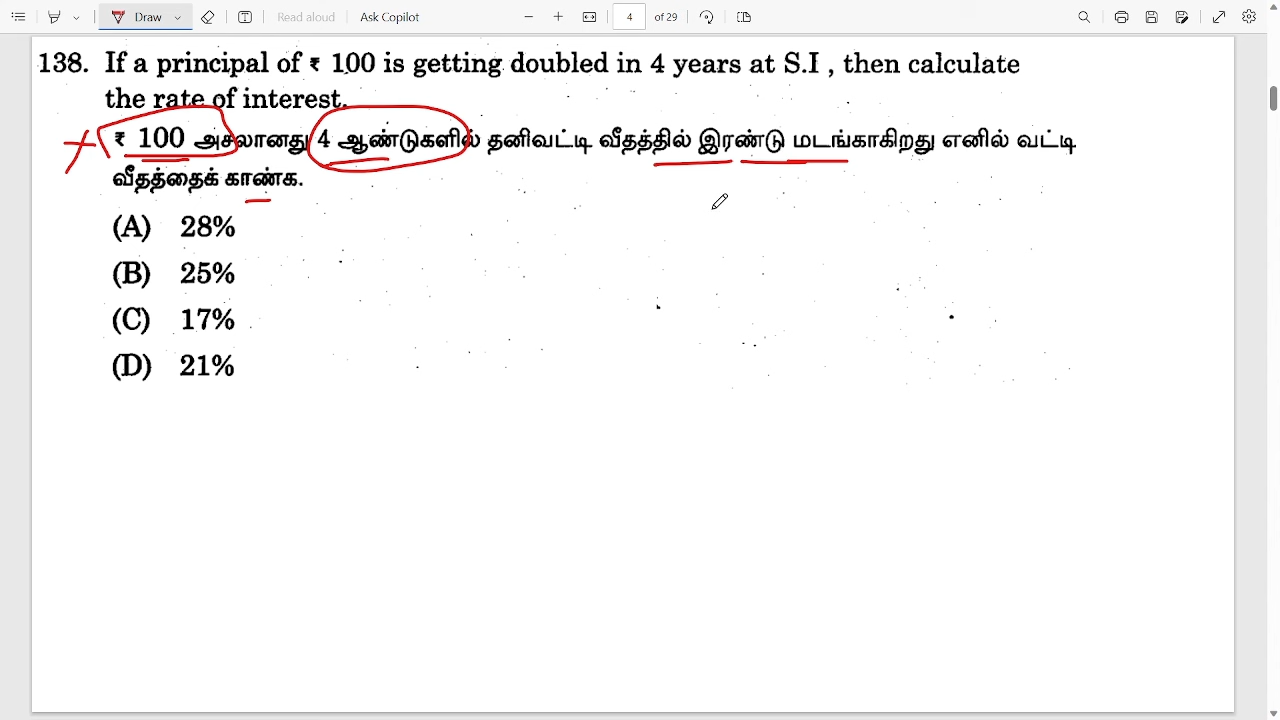 Draw
Read aloud
Ask Copilot
4
of 29
138. If a principal of ₹ 100 is getting doubled in 4 years at S.I , then calculate
the rate of interest.
₹ 100 அசலானது 4 ஆண்டுகளில் தனிவட்டி வீதத்தில் இரண்டு மடங்காகிறது எனில் வட்டி
வீதத்தைக் காண்க.
(A) 28%
(B) 25%
(C) 17%
(D) 21%